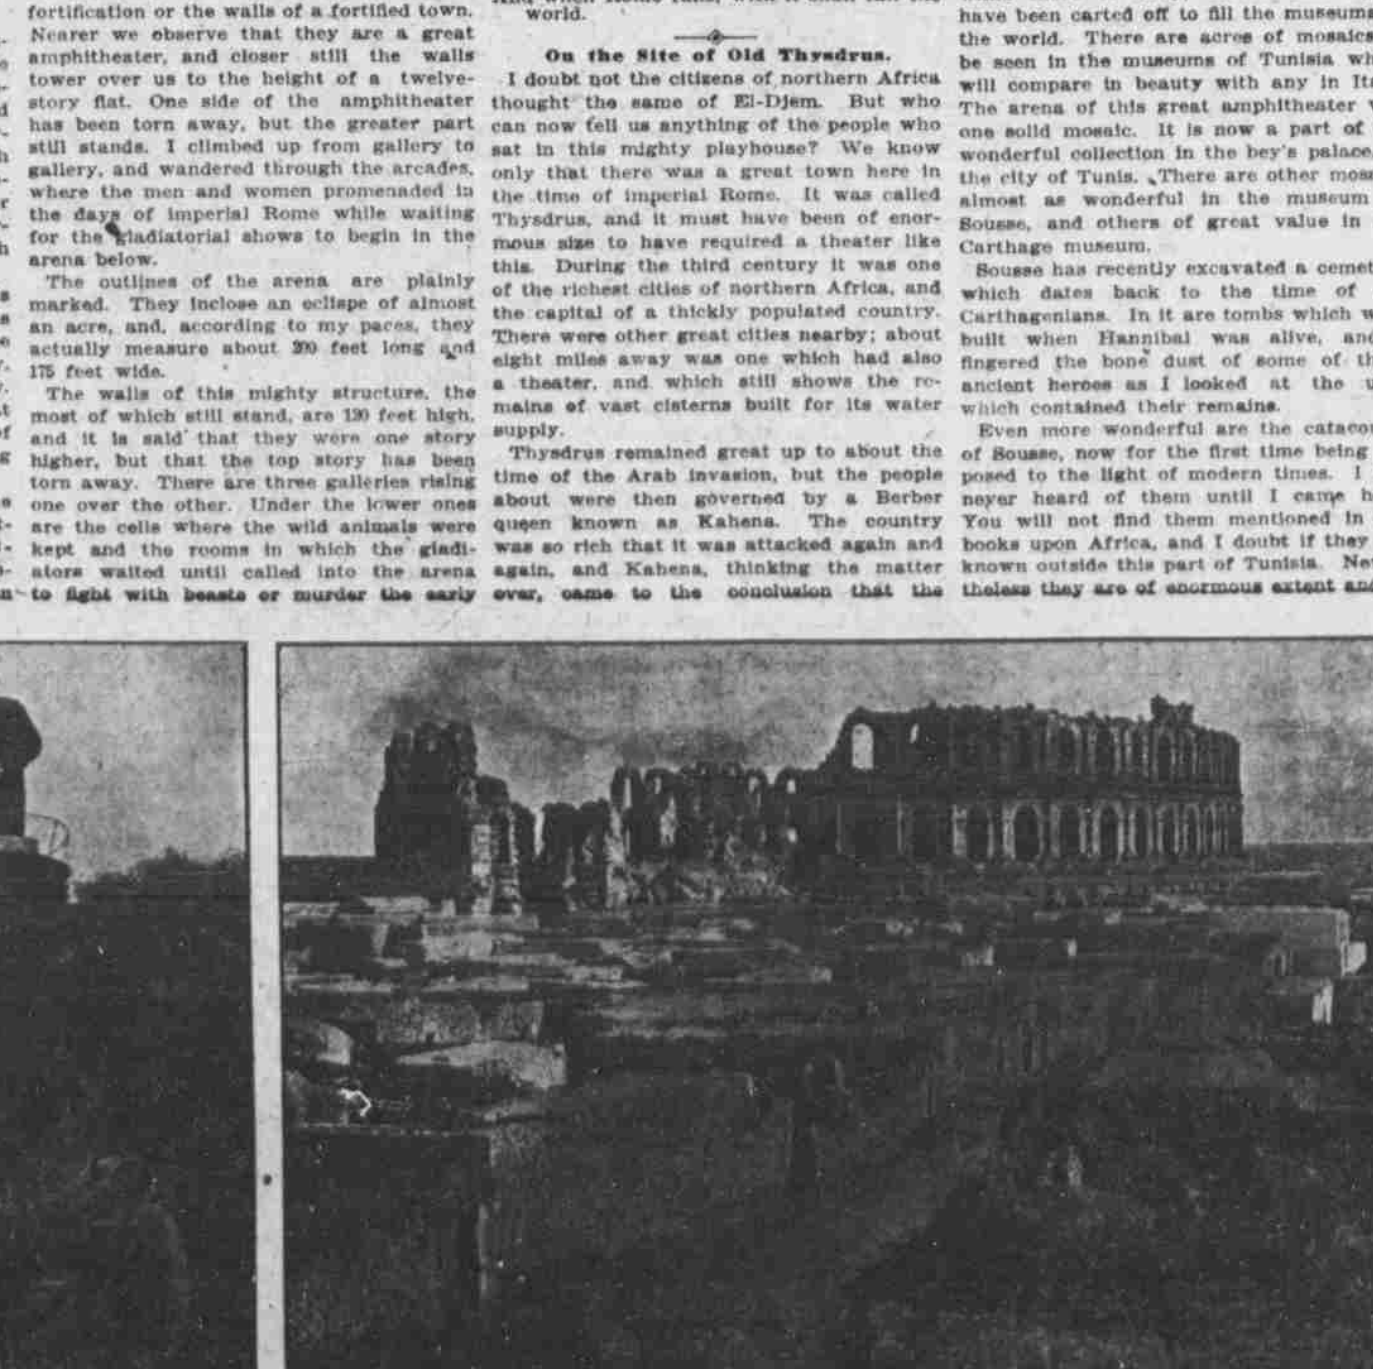 fortification or the walls of a fortified town.
Nearer we observe that they are a great
amphitheater, and closer still the walls
tower over us to the height of a twelve-
story flat. One side of the amphitheater
has been torn away, but the greater part
still stands. I climbed up from gallery to
gallery, and wandered through the arcades,
where the men and women promenaded in
the days of imperial Rome while waiting
for the gladiatorial shows to begin in the
arena below.
The outlines of the arena are plainly
marked. They inclose an eclispe of almost
an acre, and, according to my paces, they
actually measure about 200 feet long and
175 feet wide.
The walls of this mighty structure, the
most of which still stand, are 120 feet high,
and it is said that they were one story
higher, but that the top story has been
torn away. There are three galleries rising
one over the other. Under the lower ones
are the cells where the wild animals were
kept and the rooms in which the gladi-
ators waited until called into the arena
to fight with beasts or murder the early
world.
On the Site of Old Thysdrus.
I doubt not the citizens of northern Africa
thought the same of El-Djem. But who
can now tell us anything of the people who
sat in this mighty playhouse? We know
only that there was a great town here in
the time of imperial Rome. It was called
Thysdrus, and it must have been of enor-
mous size to have required a theater like
this. During the third century it was one
of the richest cities of northern Africa, and
the capital of a thickly populated country.
There were other great cities nearby; about
eight miles away was one which had also
a theater, and which still shows the re-
mains of vast cisterns built for its water
supply.
Thysdrus remained great up to about the
time of the Arab invasion, but the people
about were then governed by a Berber
queen known as Kahena. The country
was so rich that it was attacked again and
again, and Kahena, thinking the matter
over, came to the conclusion that the
have been carted off to fill the museums
the world. There are acres of mosaics
be seen in the museums of Tunisia wh
will compare in beauty with any in Ita
The arena of this great amphitheater
one solid mosaic. It is now a part of
wonderful collection in the bey's palace
the city of Tunis. There are other mos
almost as wonderful in the museum
Sousse, and others of great value in
Carthage museum.
Sousse has recently excavated a cemet
which dates back to the time of
Carthagenians. In it are tombs which w
built when Hannibal was alive, and
fingered the bone dust of some of th
ancient heroes as I looked at the u
which contained their remains.
Even more wonderful are the cataco
of Sousse, now for the first time being
posed to the light of modern times. I
never heard of them until I came h
You will not find them mentioned in
books upon Africa, and I doubt if they
known outside this part of Tunisia. Ne
theless they are of enormous extent and